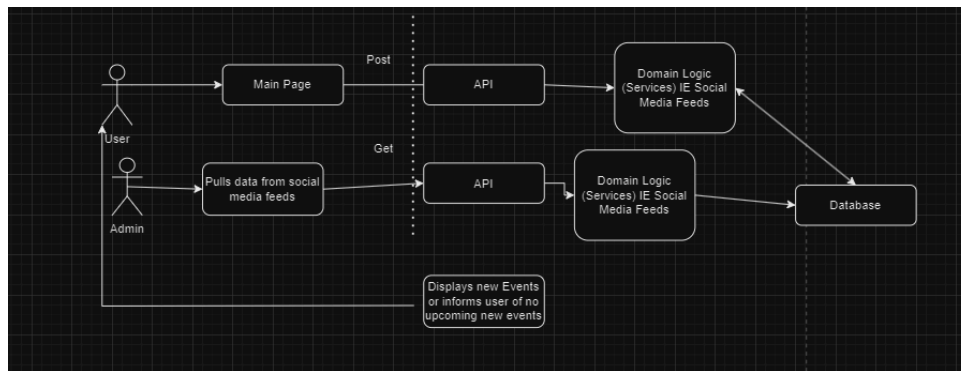 Post
Main Page
API
Domain Logic
(Services) IE Social
Media Feeds
User
Get
Pulls data from social
media feeds
API
Domain Logic
(Services) IE Social
Media Feeds
Database
Admin
Displays new Events
or informs user of no
upcoming new events